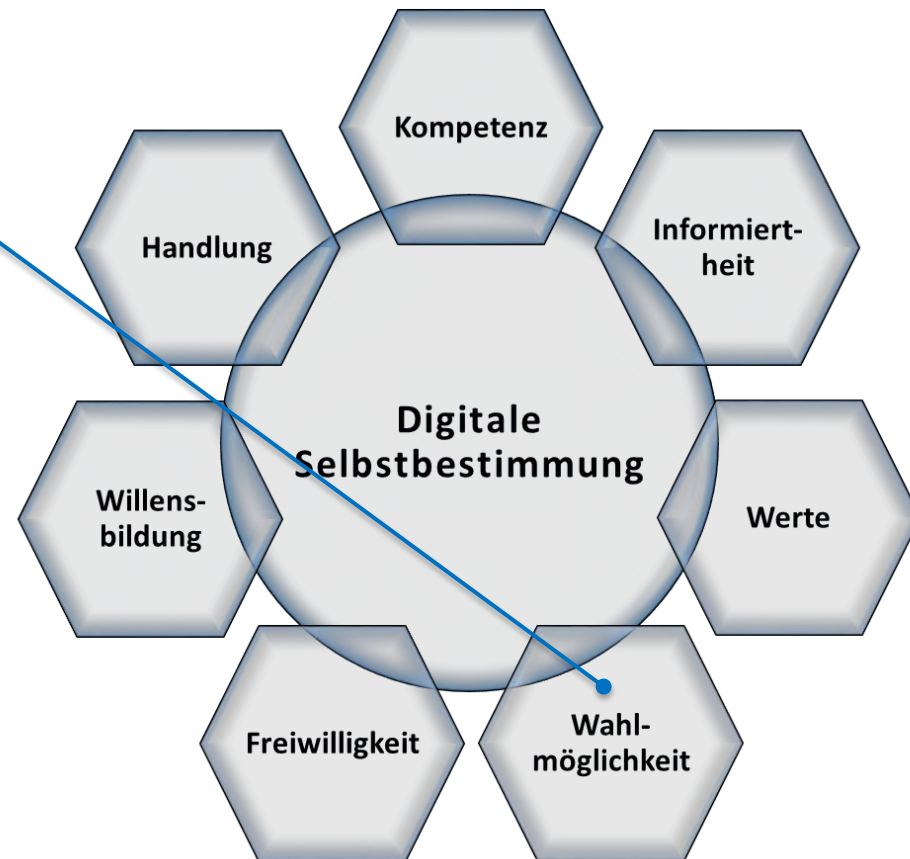 Kompetenz
Informiert-
heit
Handlung
Digitale
Selbstbestimmung
Werte
Willens-
bildung
Wahl-
möglichkeit
Freiwilligkeit